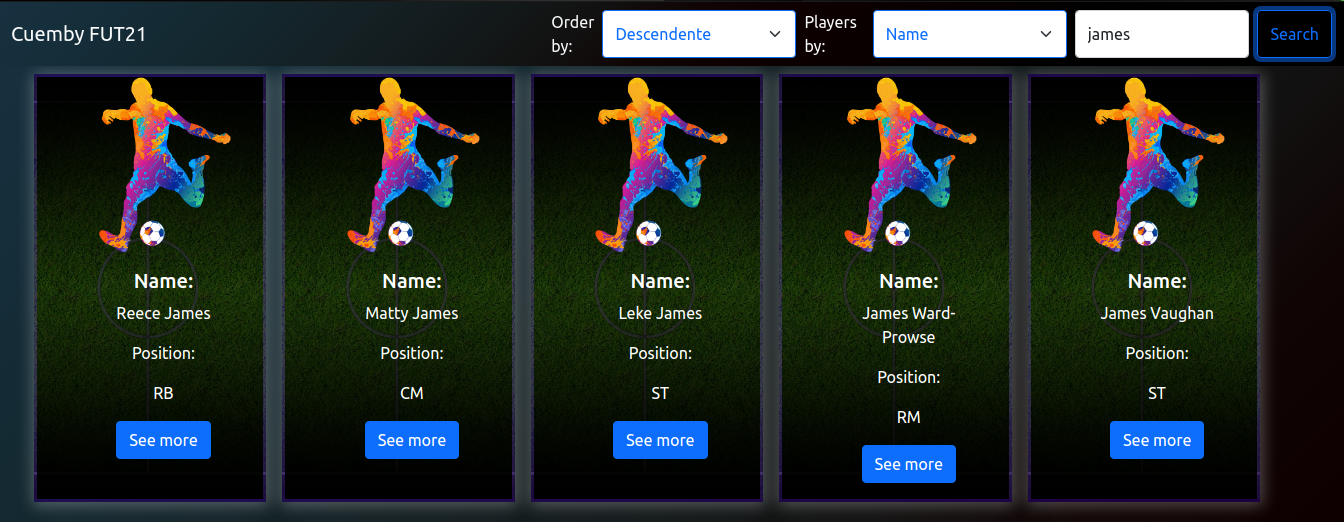 Cuemby FUT21
Order by:
Descendente
Players by:
Name
james
Search
Name:
Reece James
Position:
RB
See more
Name:
Matty James
Position:
CM
See more
Name:
Leke James
Position:
ST
See more
Name:
James Ward-
Prowse
Position:
RM
See more
Name:
James Vaughan
Position:
ST
See more